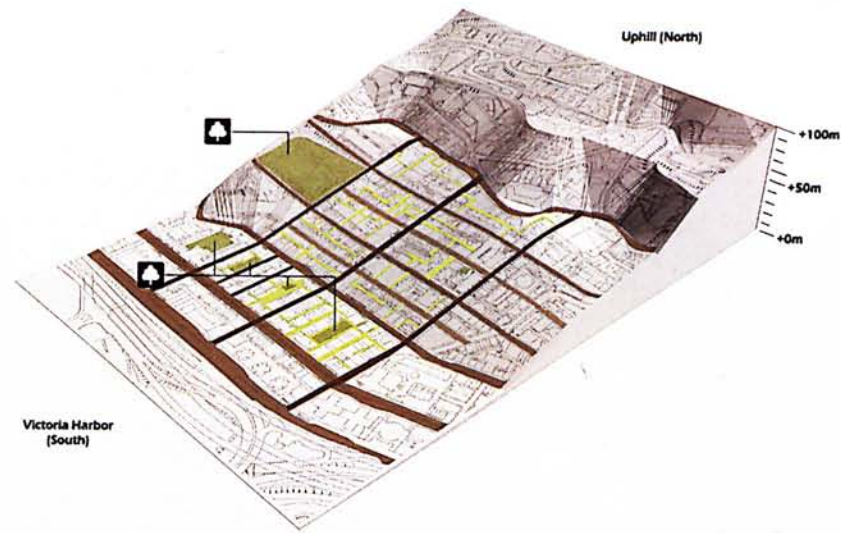 Uphill (North)
+100m
+50m
+0m
Victoria Harbor
(South)